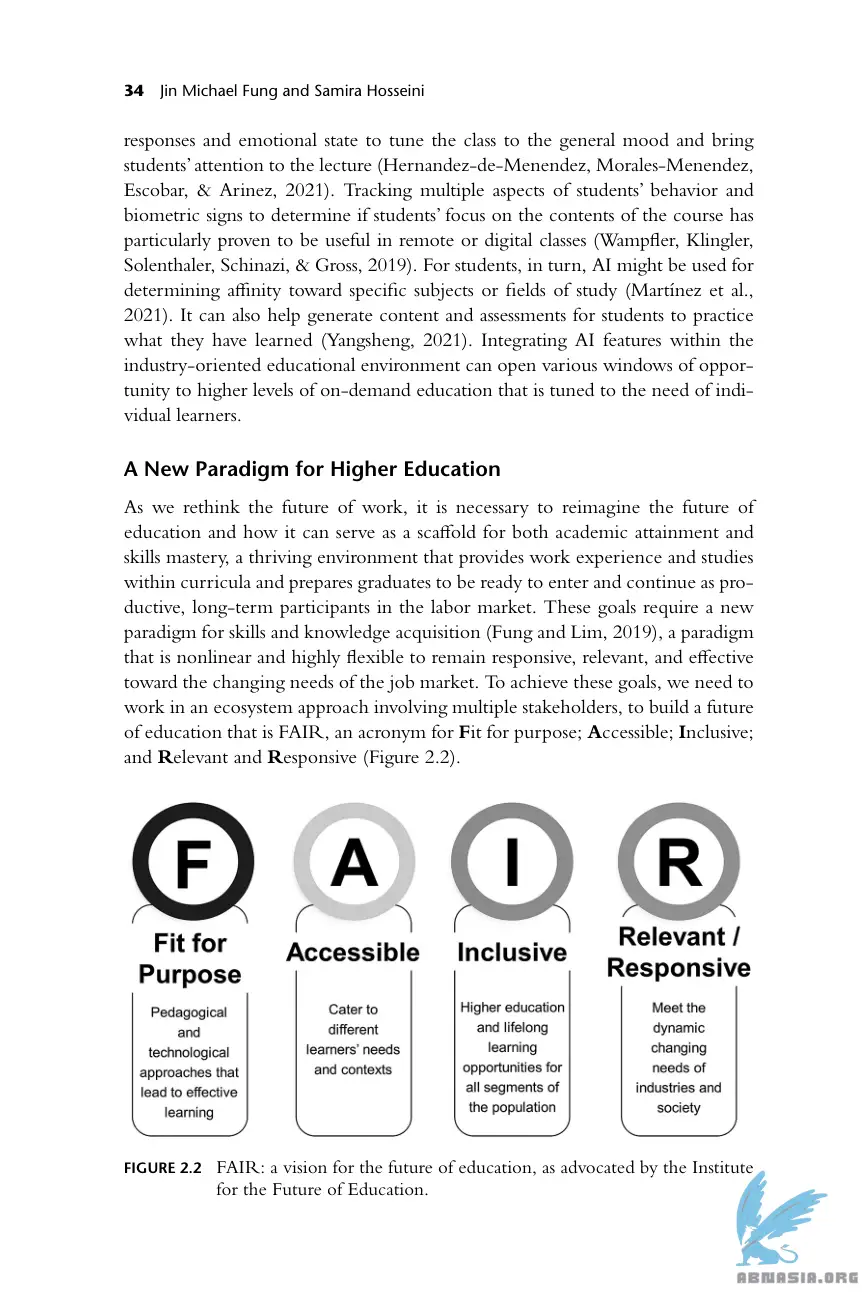 34 Jin Michael Fung and Samira Hosseini
responses and emotional state to tune the class to the general mood and bring
students' attention to the lecture (Hernandez-de-Menendez, Morales-Menendez,
Escobar, & Arinez, 2021). Tracking multiple aspects of students' behavior and
biometric signs to determine if students' focus on the contents of the course has
particularly proven to be useful in remote or digital classes (Wampfler, Klingler,
Solenthaler, Schinazi, & Gross, 2019). For students, in turn, AI might be used for
determining affinity toward specific subjects or fields of study (Martínez et al.,
2021). It can also help generate content and assessments for students to practice
what they have learned (Yangsheng, 2021). Integrating AI features within the
industry-oriented educational environment can open various windows of oppor-
tunity to higher levels of on-demand education that is tuned to the need of indi-
vidual learners.
A New Paradigm for Higher Education
As we rethink the future of work, it is necessary to reimagine the future of
education and how it can serve as a scaffold for both academic attainment and
skills mastery, a thriving environment that provides work experience and studies
within curricula and prepares graduates to be ready to enter and continue as pro-
ductive, long-term participants in the labor market. These goals require a new
paradigm for skills and knowledge acquisition (Fung and Lim, 2019), a paradigm
that is nonlinear and highly flexible to remain responsive, relevant, and effective
toward the changing needs of the job market. To achieve these goals, we need to
work in an ecosystem approach involving multiple stakeholders, to build a future
of education that is FAIR, an acronym for Fit for purpose; Accessible; Inclusive;
and Relevant and Responsive (Figure 2.2).
F
Fit for
Purpose
Pedagogical
and
technological
approaches that
lead to effective
learning
A
Accessible
Cater to
different
learners' needs
and contexts
I
Inclusive
Higher education
and lifelong
learning
opportunities for
all segments of
the population
R
Relevant /
Responsive
Meet the
dynamic
changing
needs of
industries and
society
FIGURE 2.2 FAIR: a vision for the future of education, as advocated by the Institute
for the Future of Education.
ABNASIA.ORG